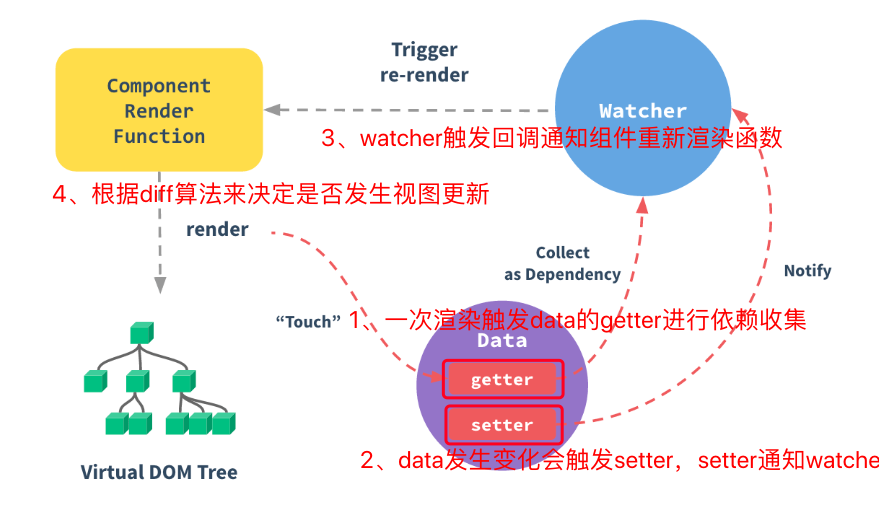 Trigger
re-render
Component
Render
Function
Watcher
3、watcher触发回调通知组件重新渲染函数
4、根据diff算法来决定是否发生视图更新
render
Collect
as Dependency
Notify
“Touch”
1、一次渲染触发data的getter进行依赖收集
Data
getter
setter
2、data发生变化会触发setter，setter通知watche
Virtual DOM Tree